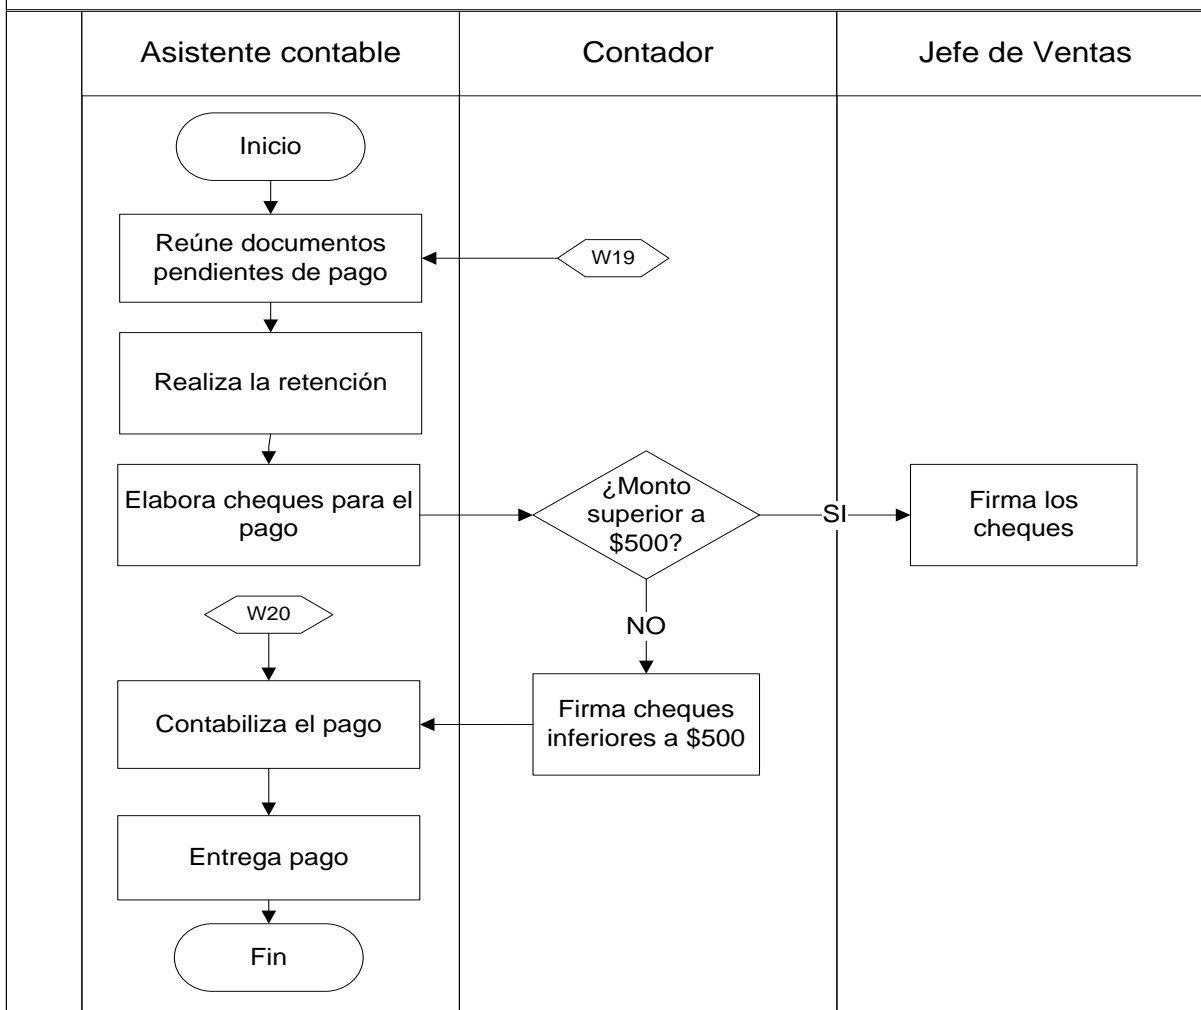 Asistente contable
Contador
Jefe de Ventas
Inicio
Reúne documentos
pendientes de pago
W19
Realiza la retención
Elabora cheques para el
pago
¿Monto
superior a
$500?
SI
Firma los
cheques
W20
NO
Contabiliza el pago
Firma cheques
inferiores a $500
Entrega pago
Fin